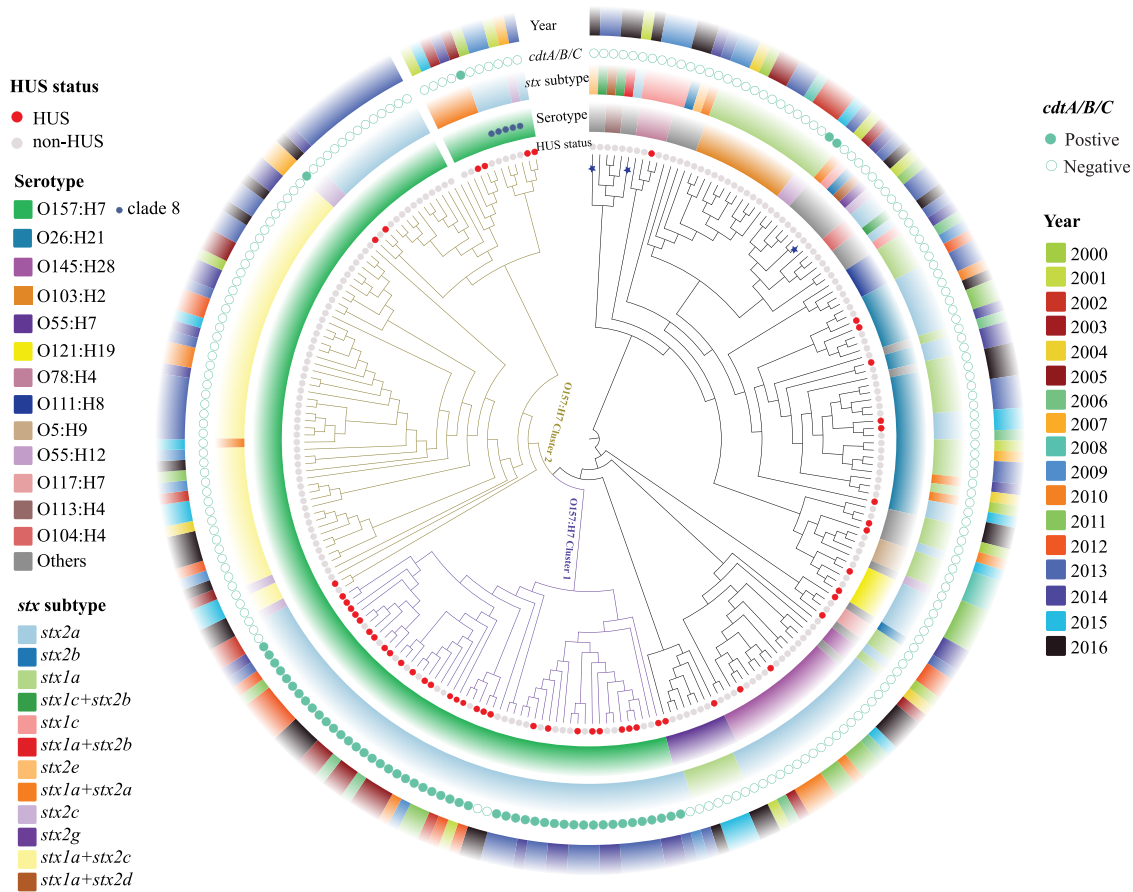 Year
cdtA/B/C
stx subtype
Serotype
HUS status
HUS status
HUS
non-HUS
Serotype
O157:H7
clade 8
O26:H21
O145:H28
O103:H2
O55:H7
O121:H19
O78:H4
O111:H8
O5:H9
O55:H12
O117:H7
O113:H4
O104:H4
Others
stx subtype
stx2a
stx2b
stx1a
stx1c+stx2b
stx1c
stx1a+stx2b
stx2e
stx1a+stx2a
stx2c
stx2g
stx1a+stx2c
stx1a+stx2d
O157:H7 Cluster 2
O157:H7 Cluster 1
cdtA/B/C
Postive
Negative
Year
2000
2001
2002
2003
2004
2005
2006
2007
2008
2009
2010
2011
2012
2013
2014
2015
2016